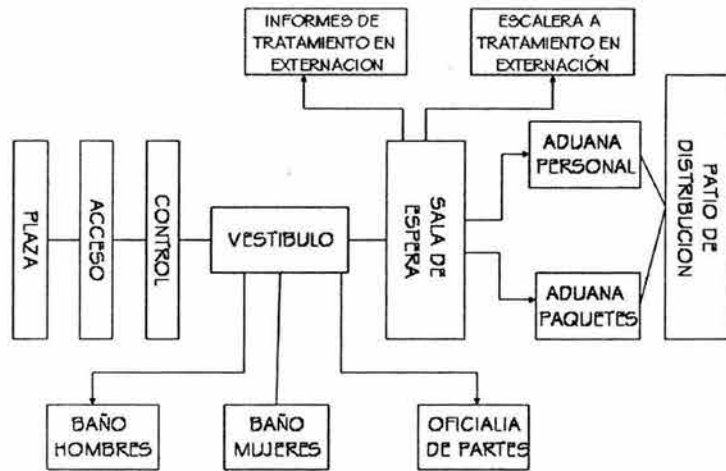 INFORMES DE
TRATAMIENTO EN
EXTERNACION
ESCALERA A
TRATAMIENTO EN
EXTERNACIÓN
PLAZA
ACCESO
CONTROL
VESTIBULO
SALA DE
ESPERA
ADUANA
PERSONAL
ADUANA
PAQUETES
PATIO DE
DISTRIBUCION
BAÑO
HOMBRES
BAÑO
MUJERES
OFICIALIA
DE PARTES